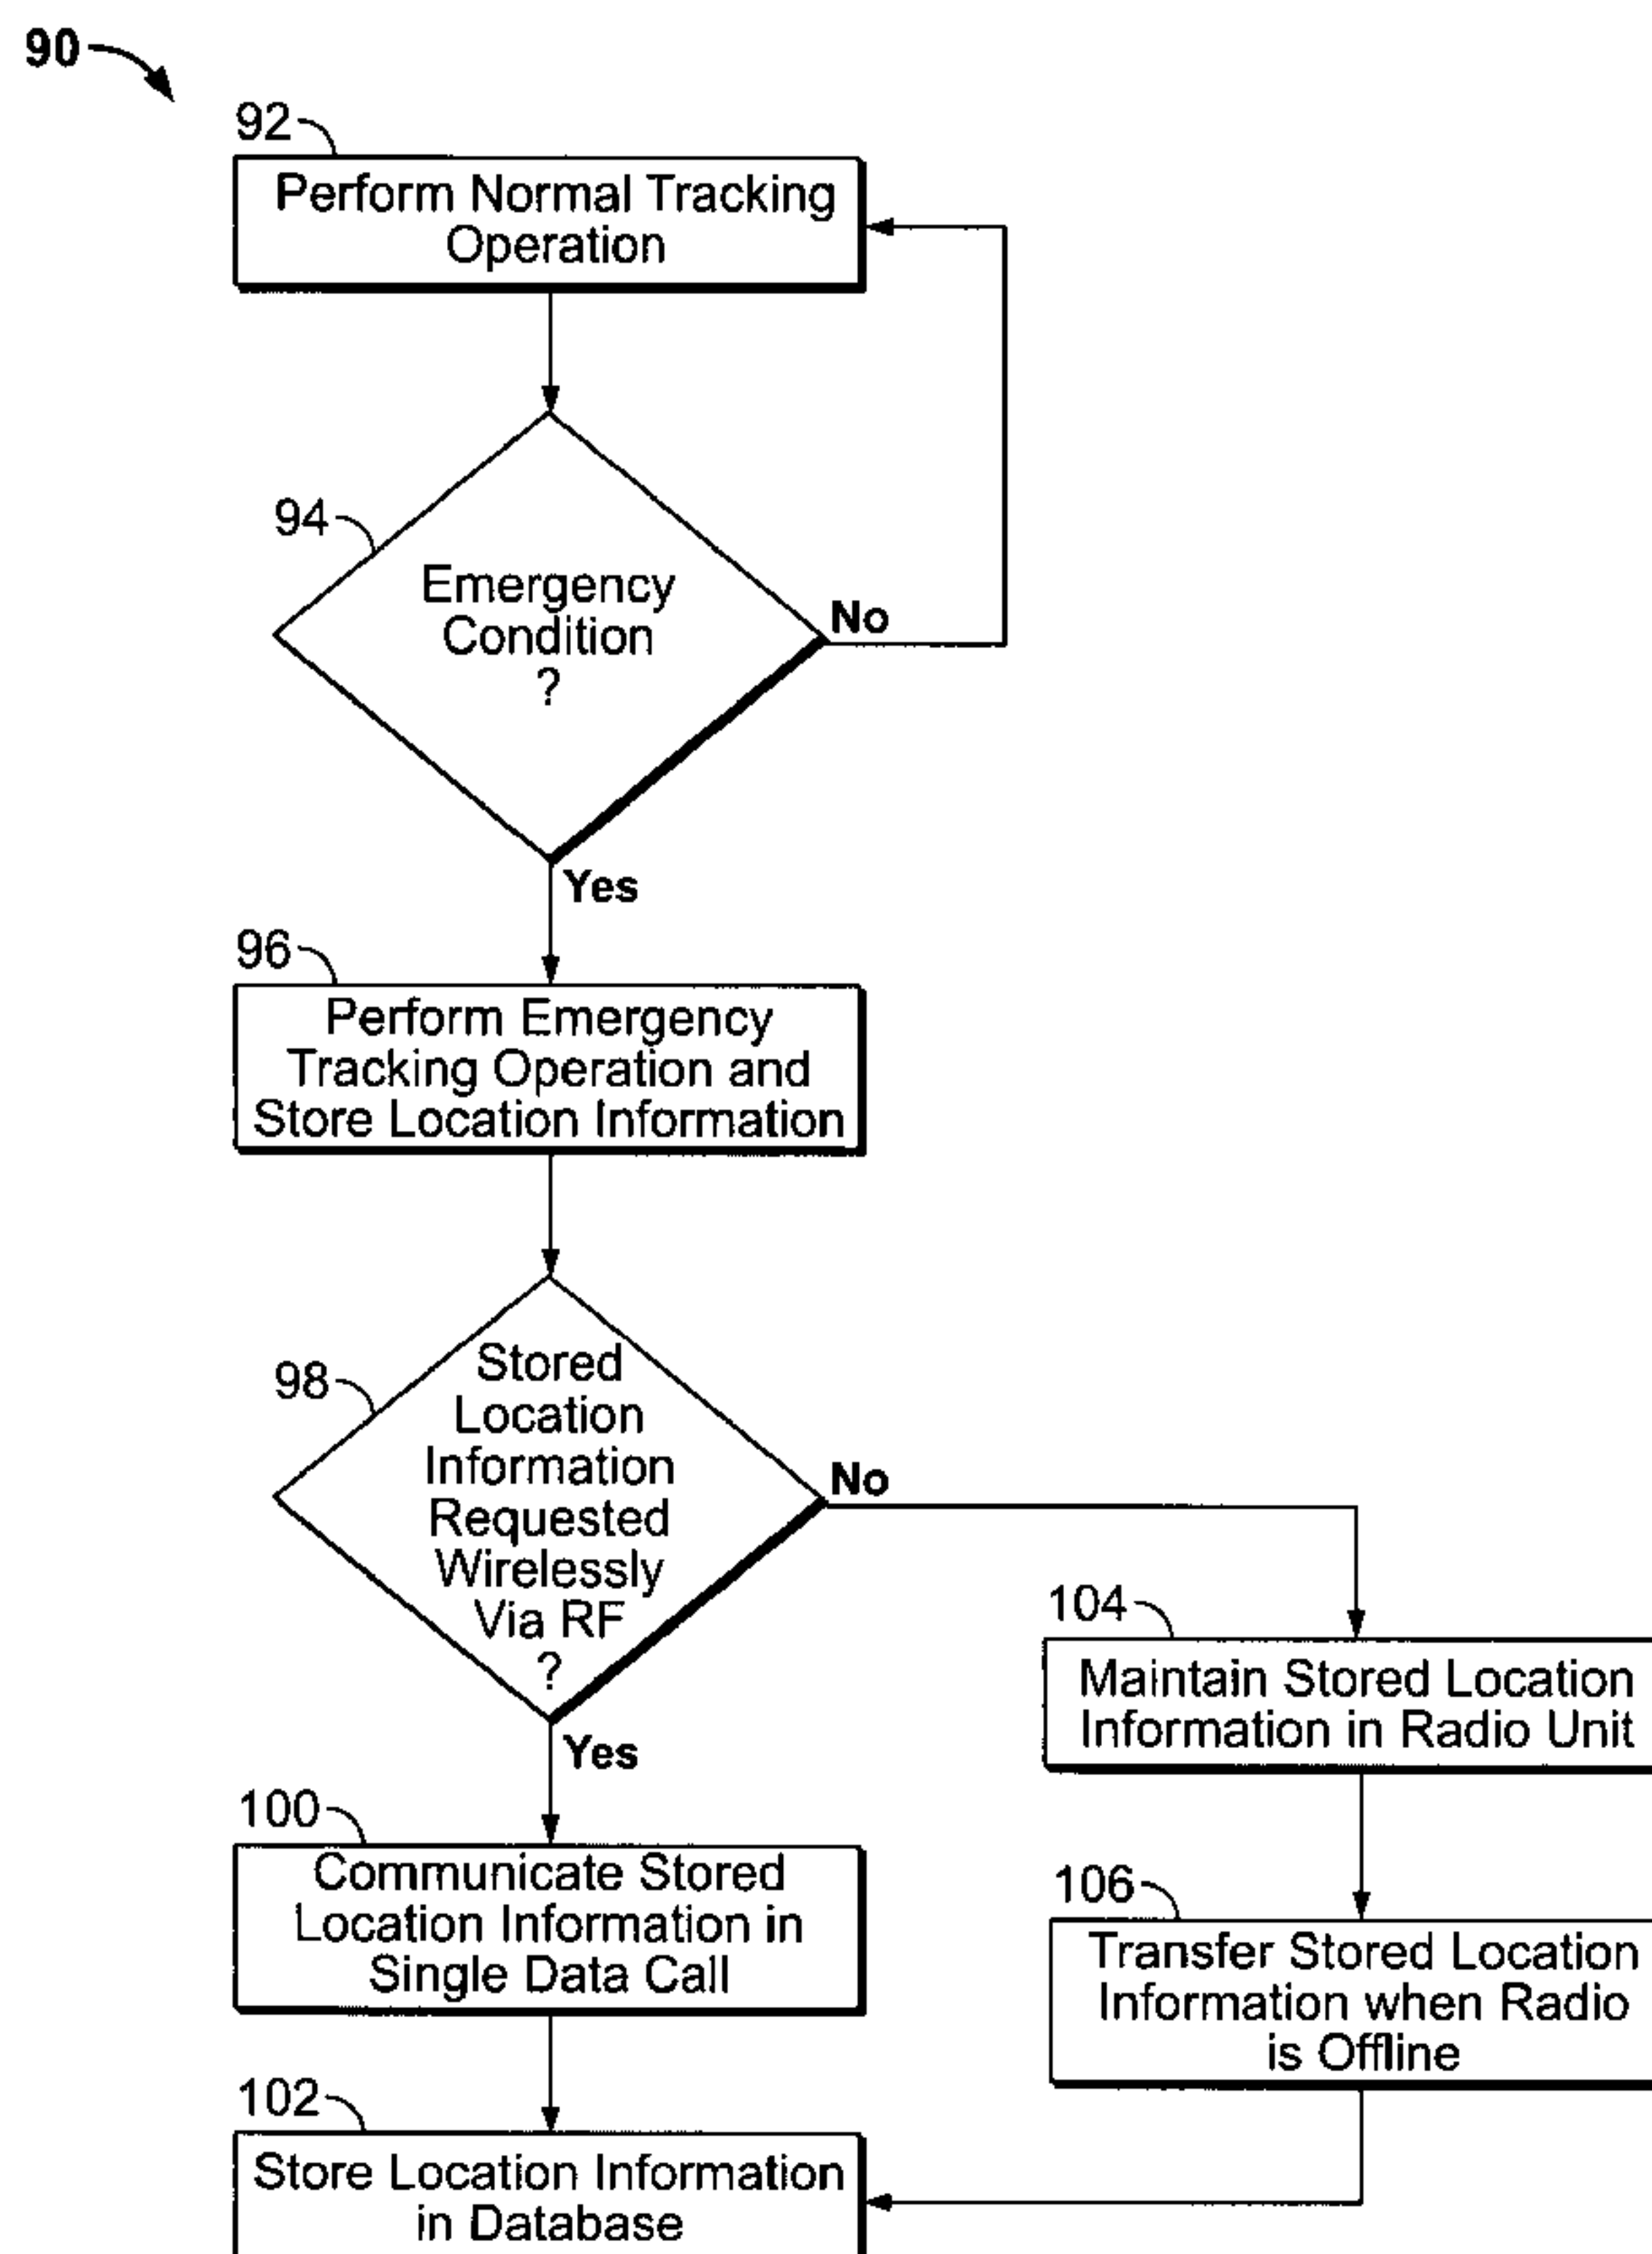 90
92
Perform Normal Tracking
Operation
94
Emergency
Condition
?
No
Yes
96
Perform Emergency
Tracking Operation and
Store Location Information
98
Stored
Location
Information
Requested
Wirelessly
Via RF
?
No
Yes
104
Maintain Stored Location
Information in Radio Unit
100
Communicate Stored
Location Information in
Single Data Call
106
Transfer Stored Location
Information when Radio
is Offline
102
Store Location Information
in Database